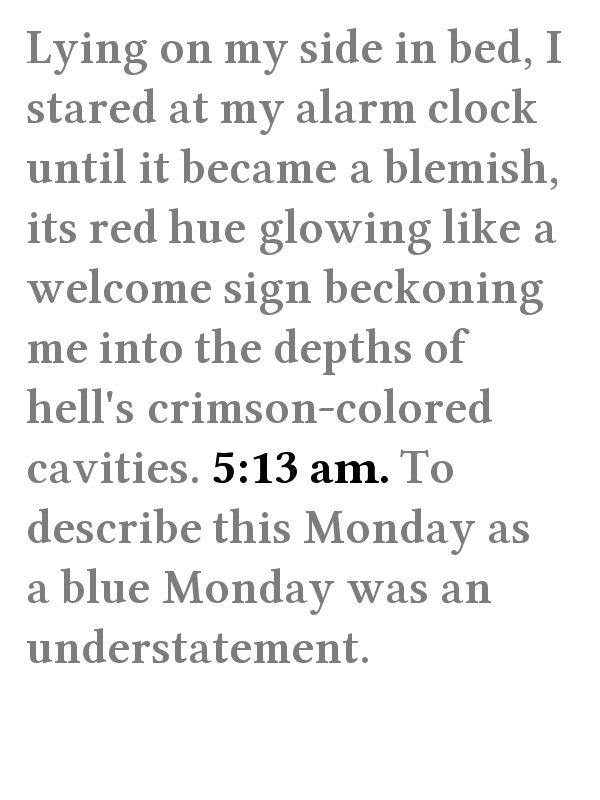 Lying on my side in bed, I
stared at my alarm clock
until it became a blemish,
its red hue glowing like a
welcome sign beckoning
me into the depths of
hell's crimson-colored
cavities. 5:13 am. To
describe this Monday as
a blue Monday was an
understatement.